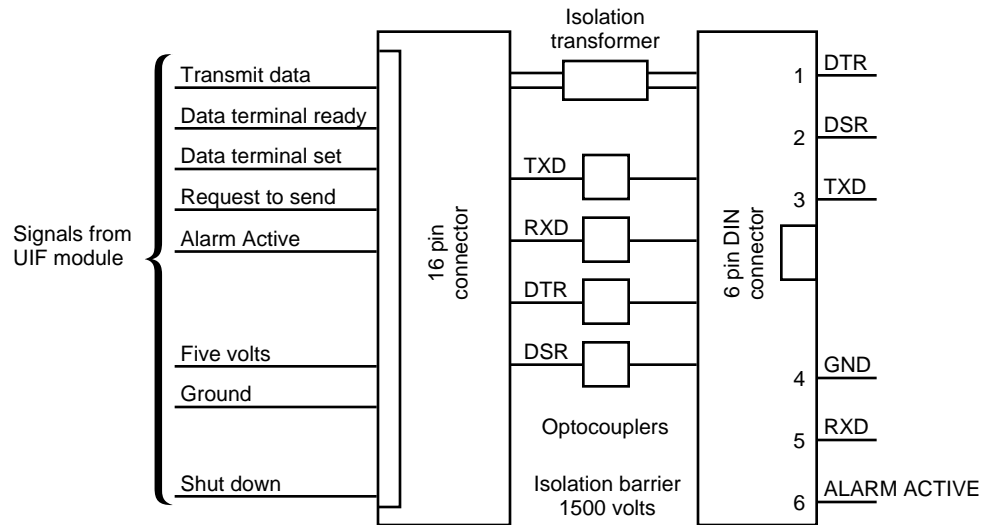 Signals from
UIF module
Transmit data
Data terminal ready
Data terminal set
Request to send
Alarm Active
Five volts
Ground
Shut down
16 pin
connector
Isolation
transformer
TXD
RXD
DTR
DSR
Optocouplers
Isolation barrier
1500 volts
6 pin DIN
connector
1 DTR
2 DSR
3 TXD
4 GND
5 RXD
6 ALARM ACTIVE